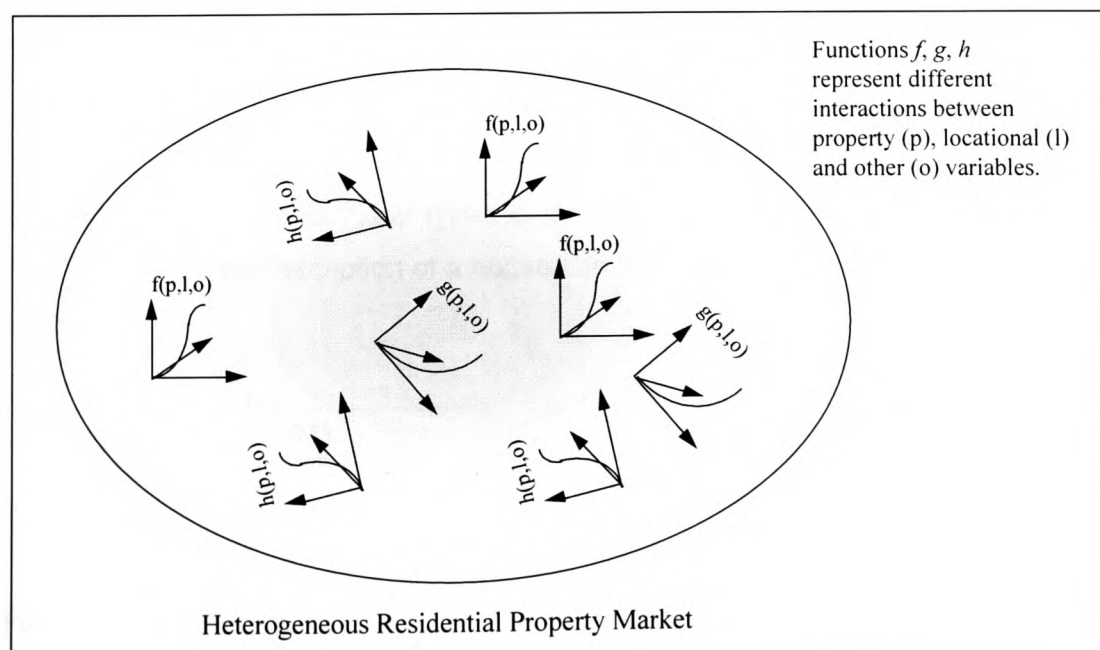 Functions f, g, h
represent different
interactions between
property (p), locational (l)
and other (o) variables.
f(p,l,o)
h(p,l,o)
f(p,l,o)
f(p,l,o)
g(p,l,o)
g(p,l,o)
h(p,l,o)
h(p,l,o)
Heterogeneous Residential Property Market